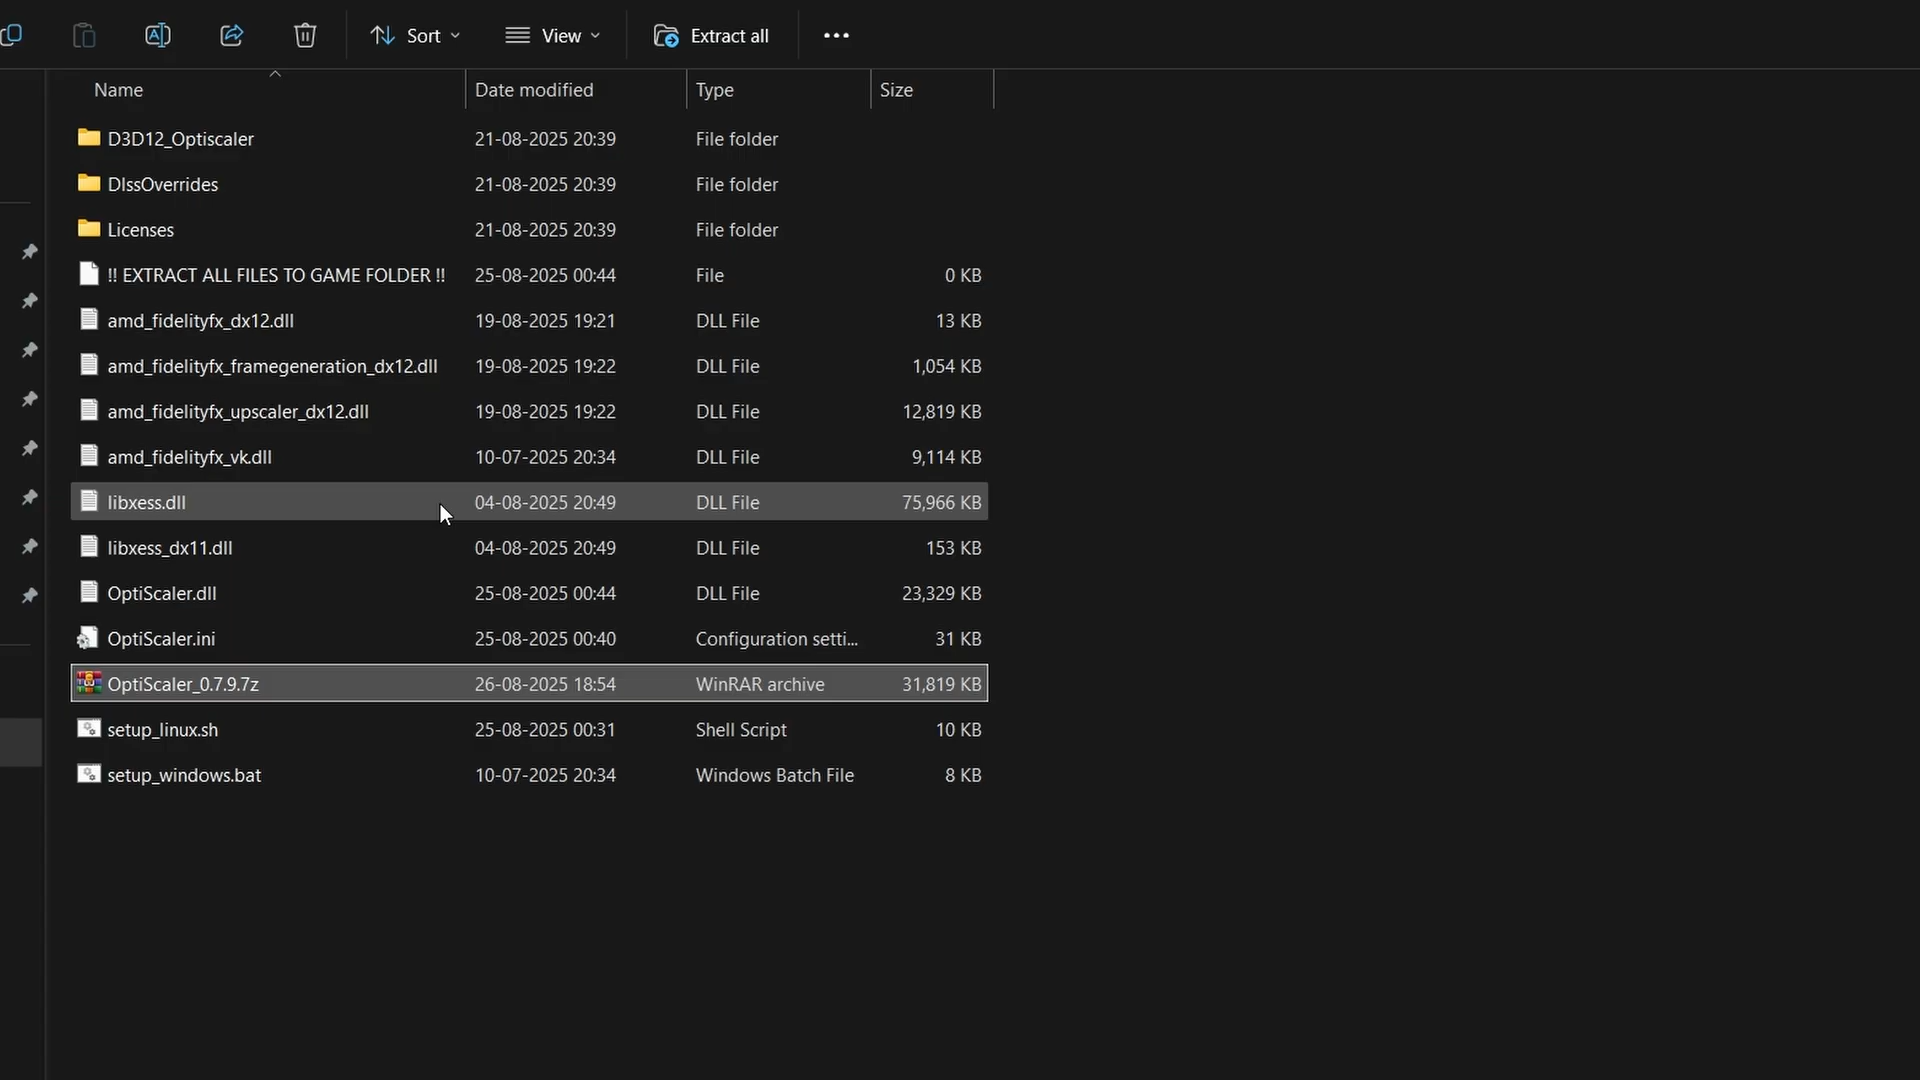 Sort View Extract all
Name Date modified Type Size
D3D12_Optiscaler 21-08-2025 20:39 File folder
DlssOverrides 21-08-2025 20:39 File folder
Licenses 21-08-2025 20:39 File folder
!! EXTRACT ALL FILES TO GAME FOLDER !! 25-08-2025 00:44 File 0 KB
amd_fidelityfx_dx12.dll 19-08-2025 19:21 DLL File 13 KB
amd_fidelityfx_framegeneration_dx12.dll 19-08-2025 19:22 DLL File 1,054 KB
amd_fidelityfx_upscaler_dx12.dll 19-08-2025 19:22 DLL File 12,819 KB
amd_fidelityfx_vk.dll 10-07-2025 20:34 DLL File 9,114 KB
libxess.dll 04-08-2025 20:49 DLL File 75,966 KB
libxess_dx11.dll 04-08-2025 20:49 DLL File 153 KB
OptiScaler.dll 25-08-2025 00:44 DLL File 23,329 KB
OptiScaler.ini 25-08-2025 00:40 Configuration setti... 31 KB
OptiScaler_0.7.9.7z 26-08-2025 18:54 WinRAR archive 31,819 KB
setup_linux.sh 25-08-2025 00:31 Shell Script 10 KB
setup_windows.bat 10-07-2025 20:34 Windows Batch File 8 KB